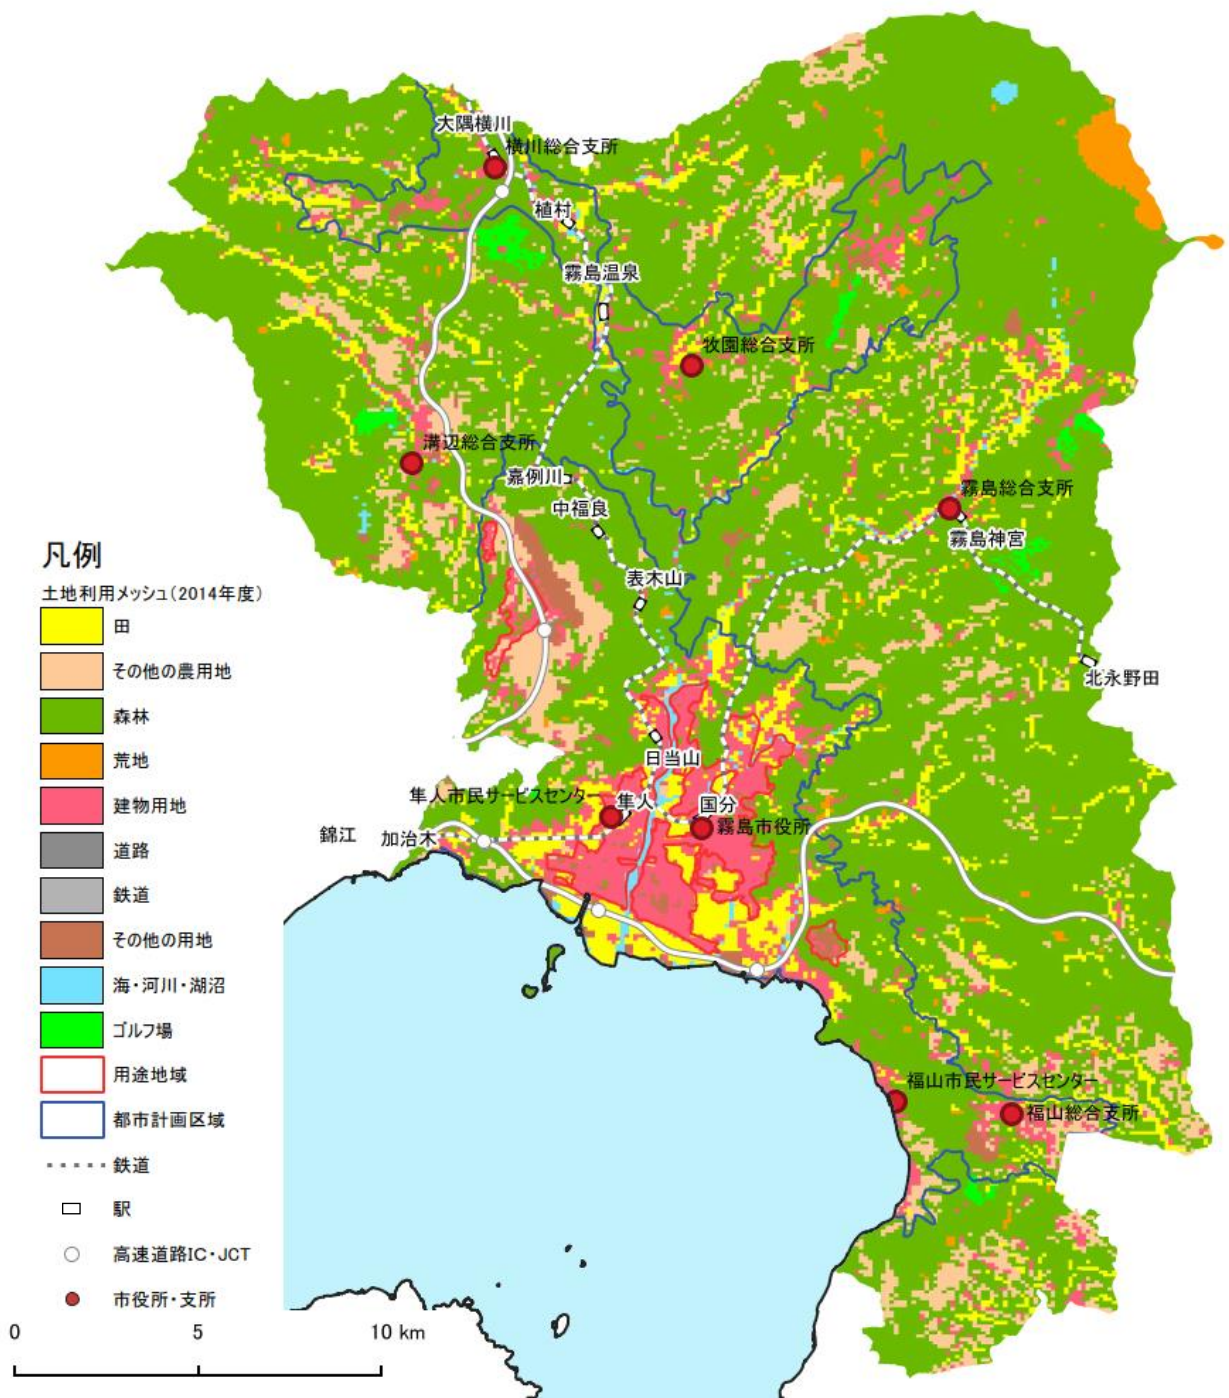 大隅横川
横川総合支所
植村
霧島温泉
牧園総合支所
溝辺総合支所
嘉例川
中福良
霧島総合支所
霧島神宮
表木山
北永野田
日当山
隼人市民サービスセンター
隼人
国分
霧島市役所
錦江
加治木
福山市民サービスセンター
福山総合支所
凡例
土地利用メッシュ(2014年度)
田
その他の農用地
森林
荒地
建物用地
道路
鉄道
その他の用地
海・河川・湖沼
ゴルフ場
用途地域
都市計画区域
鉄道
駅
高速道路IC・JCT
市役所・支所
0 5 10 km